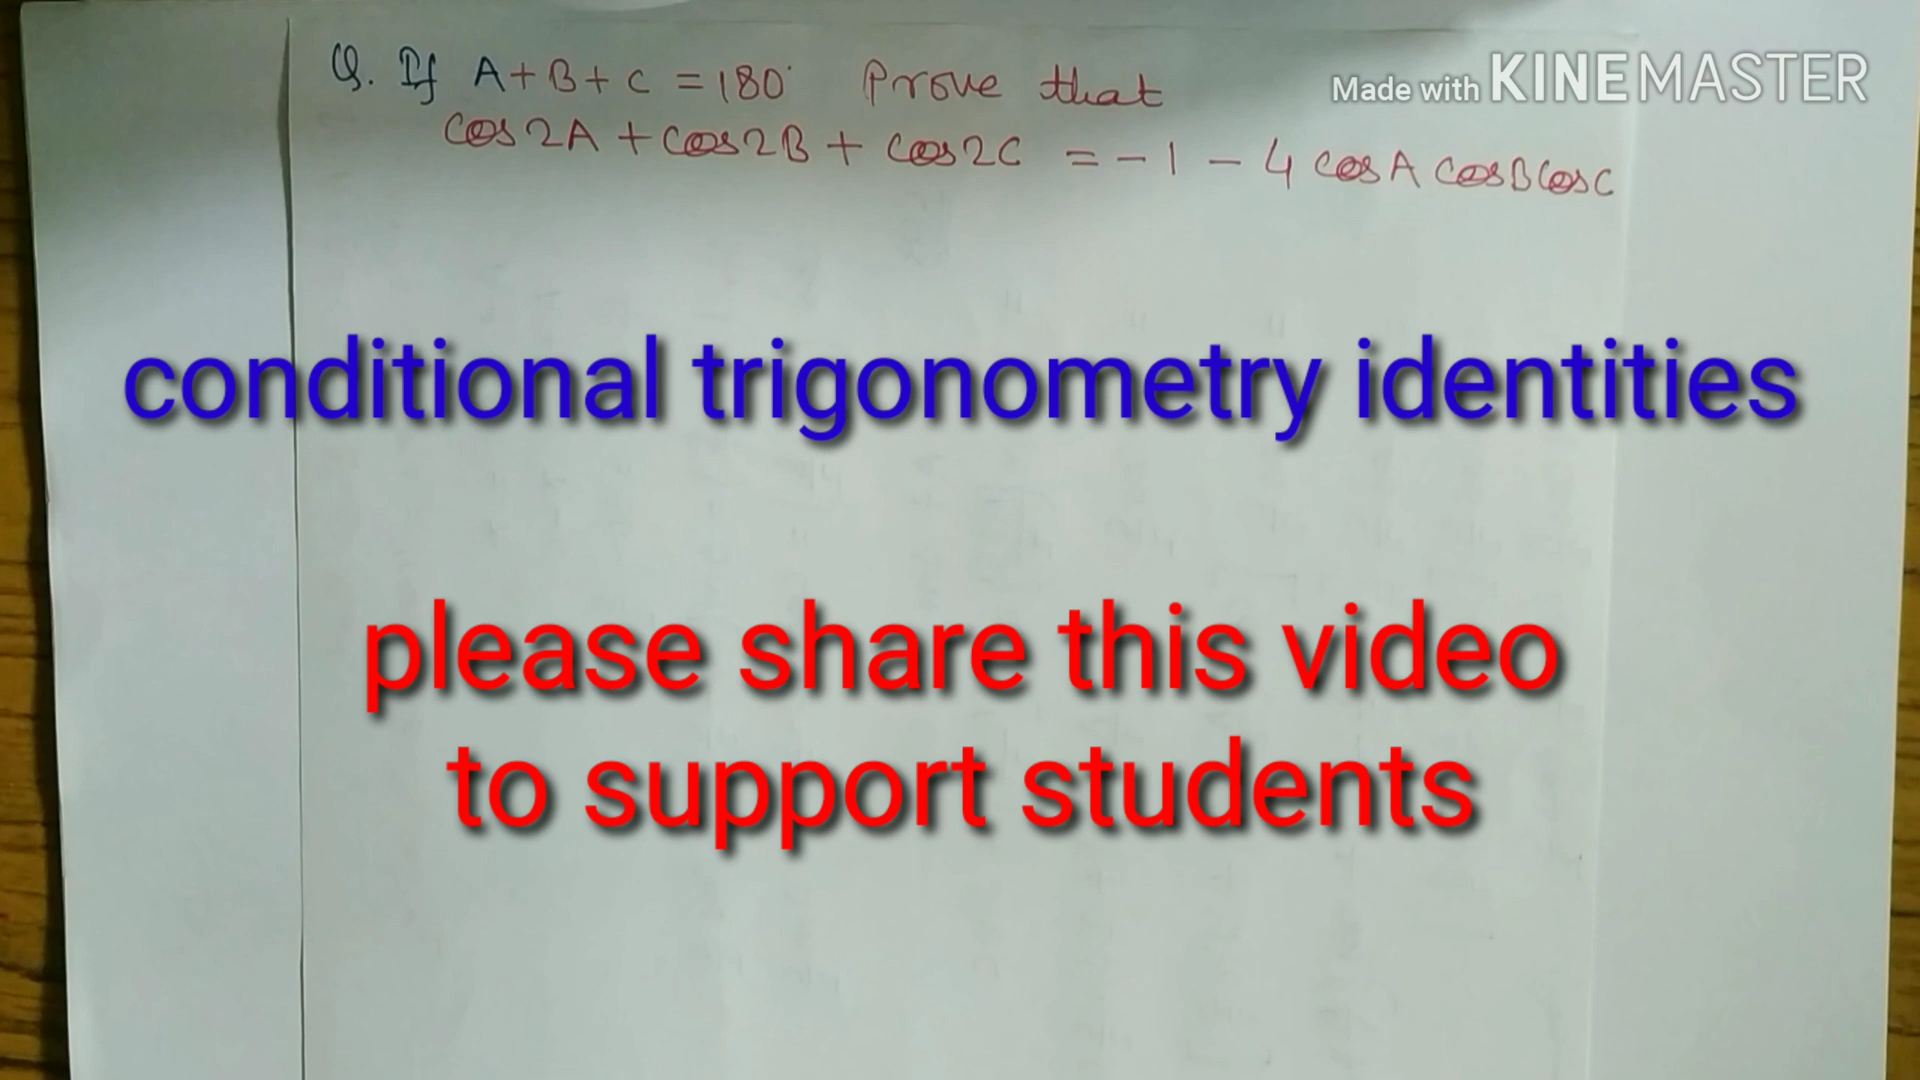 Q. If A+B+C = 180° Prove that
Made with KINEMASTER
cos2A + cos2B + cos2C = -1 - 4 cosA cosB cosC
conditional trigonometry identities
please share this video
to support students